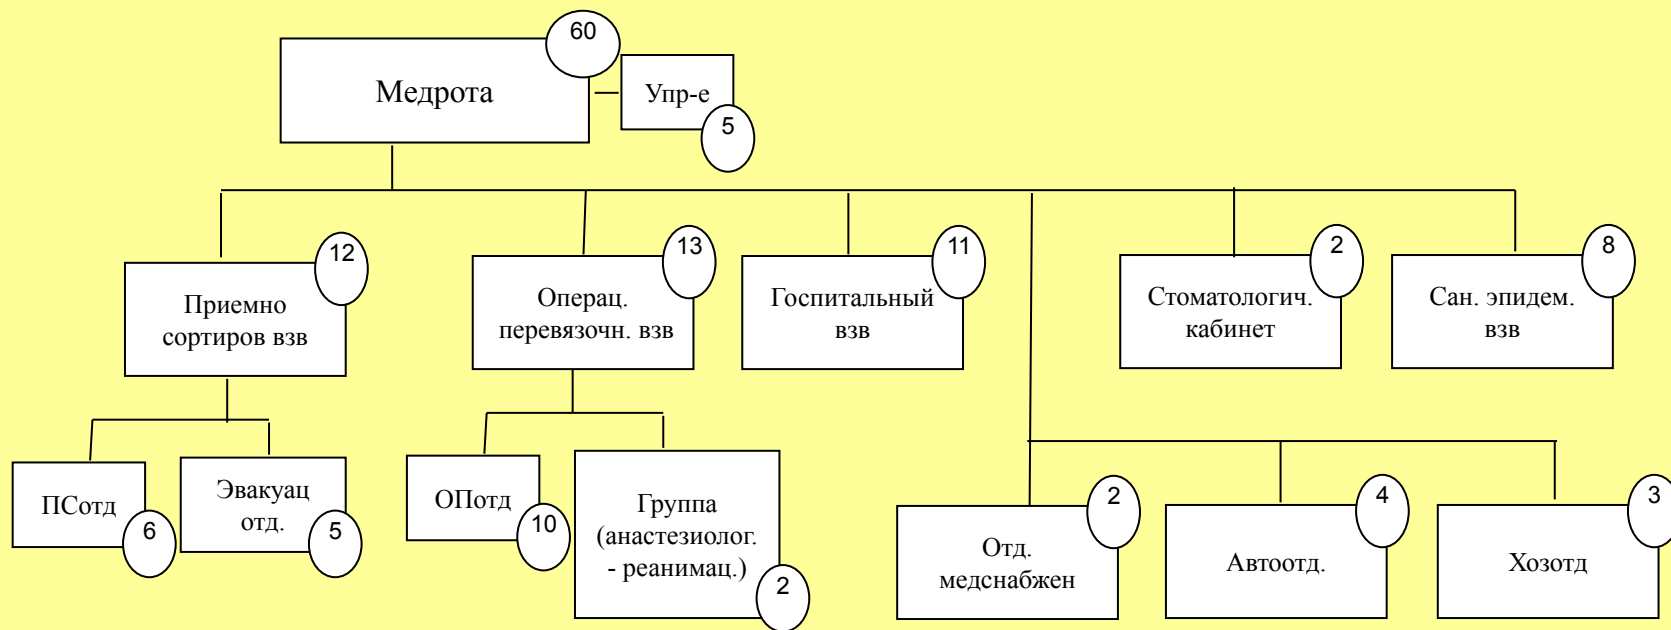 60
Медрота
Упр-е
5
12
Приемно
сортиров взв
13
Операц.
перевязочн. взв
11
Госпитальный
взв
2
Стоматологич.
кабинет
8
Сан. эпидем.
взв
ПСотд
6
Эвакуац
отд.
5
ОПотд
10
Группа
(анастезиолог.
- реанимац.)
2
2
Отд.
медснабжен
4
Автоотд.
3
Хозотд